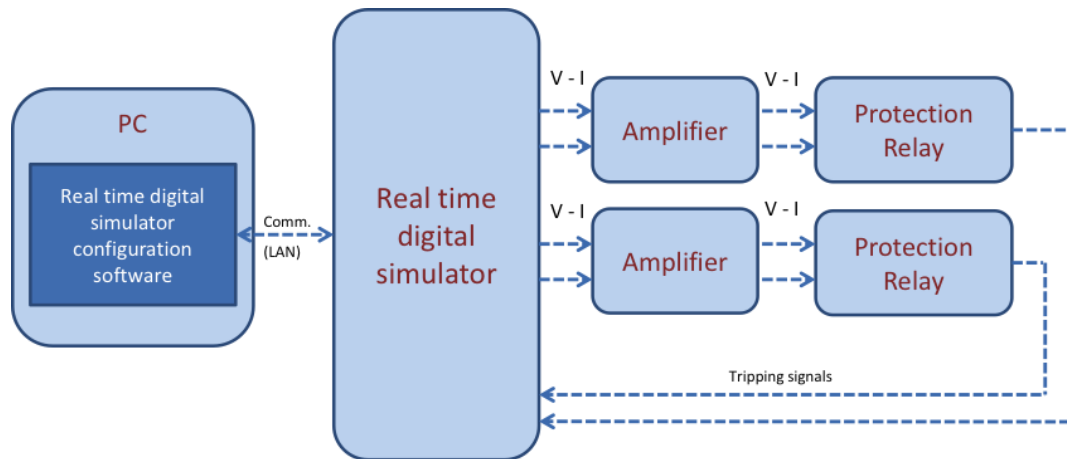 PC
Real time digital
simulator
configuration
software
Comm.
(LAN)
Real time
digital
simulator
V - I
Amplifier
V - I
Protection
Relay
V - I
Amplifier
V - I
Protection
Relay
Tripping signals